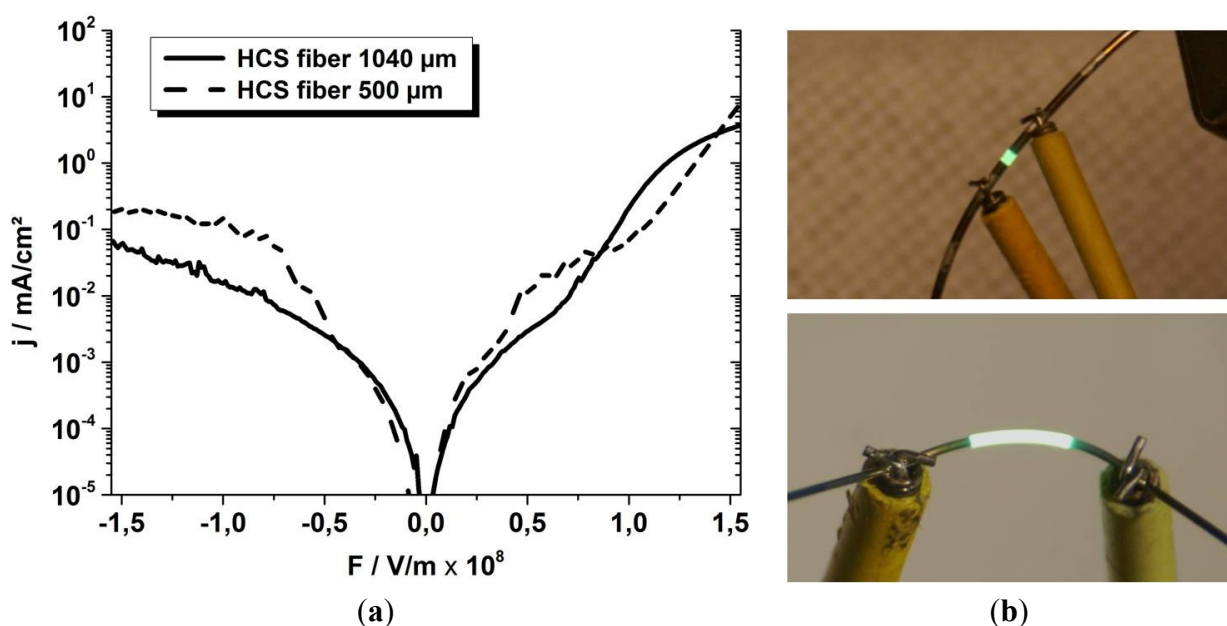 10²
10¹
10⁰
10⁻¹
10⁻²
10⁻³
10⁻⁴
10⁻⁵
j / mA/cm²
HCS fiber 1040 µm
HCS fiber 500 µm
-1,5 -1,0 -0,5 0,0 0,5 1,0 1,5
F / V/m x 10⁸
(a) (b)